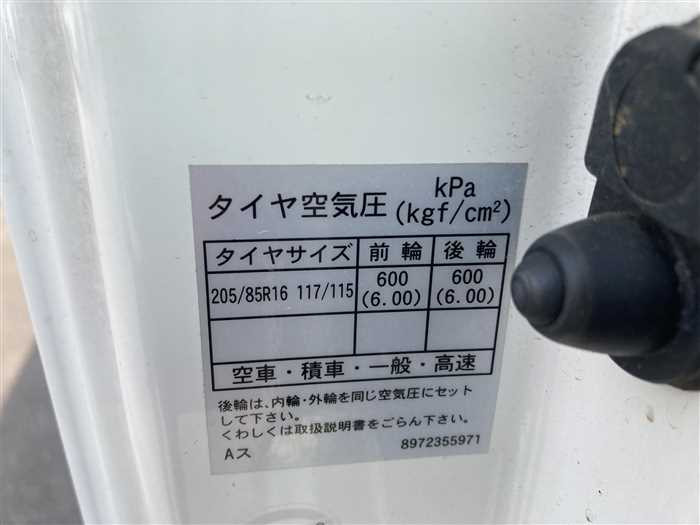 タイヤ空気圧 kPa
(kgf/cm²)
タイヤサイズ 前輪 後輪
205/85R16 117/115 600 (6.00) 600 (6.00)
空車・積車・一般・高速
後輪は、内輪・外輪を同じ空気圧にセット
して下さい。
くわしくは取扱説明書をごらん下さい。
Aス 8972355971